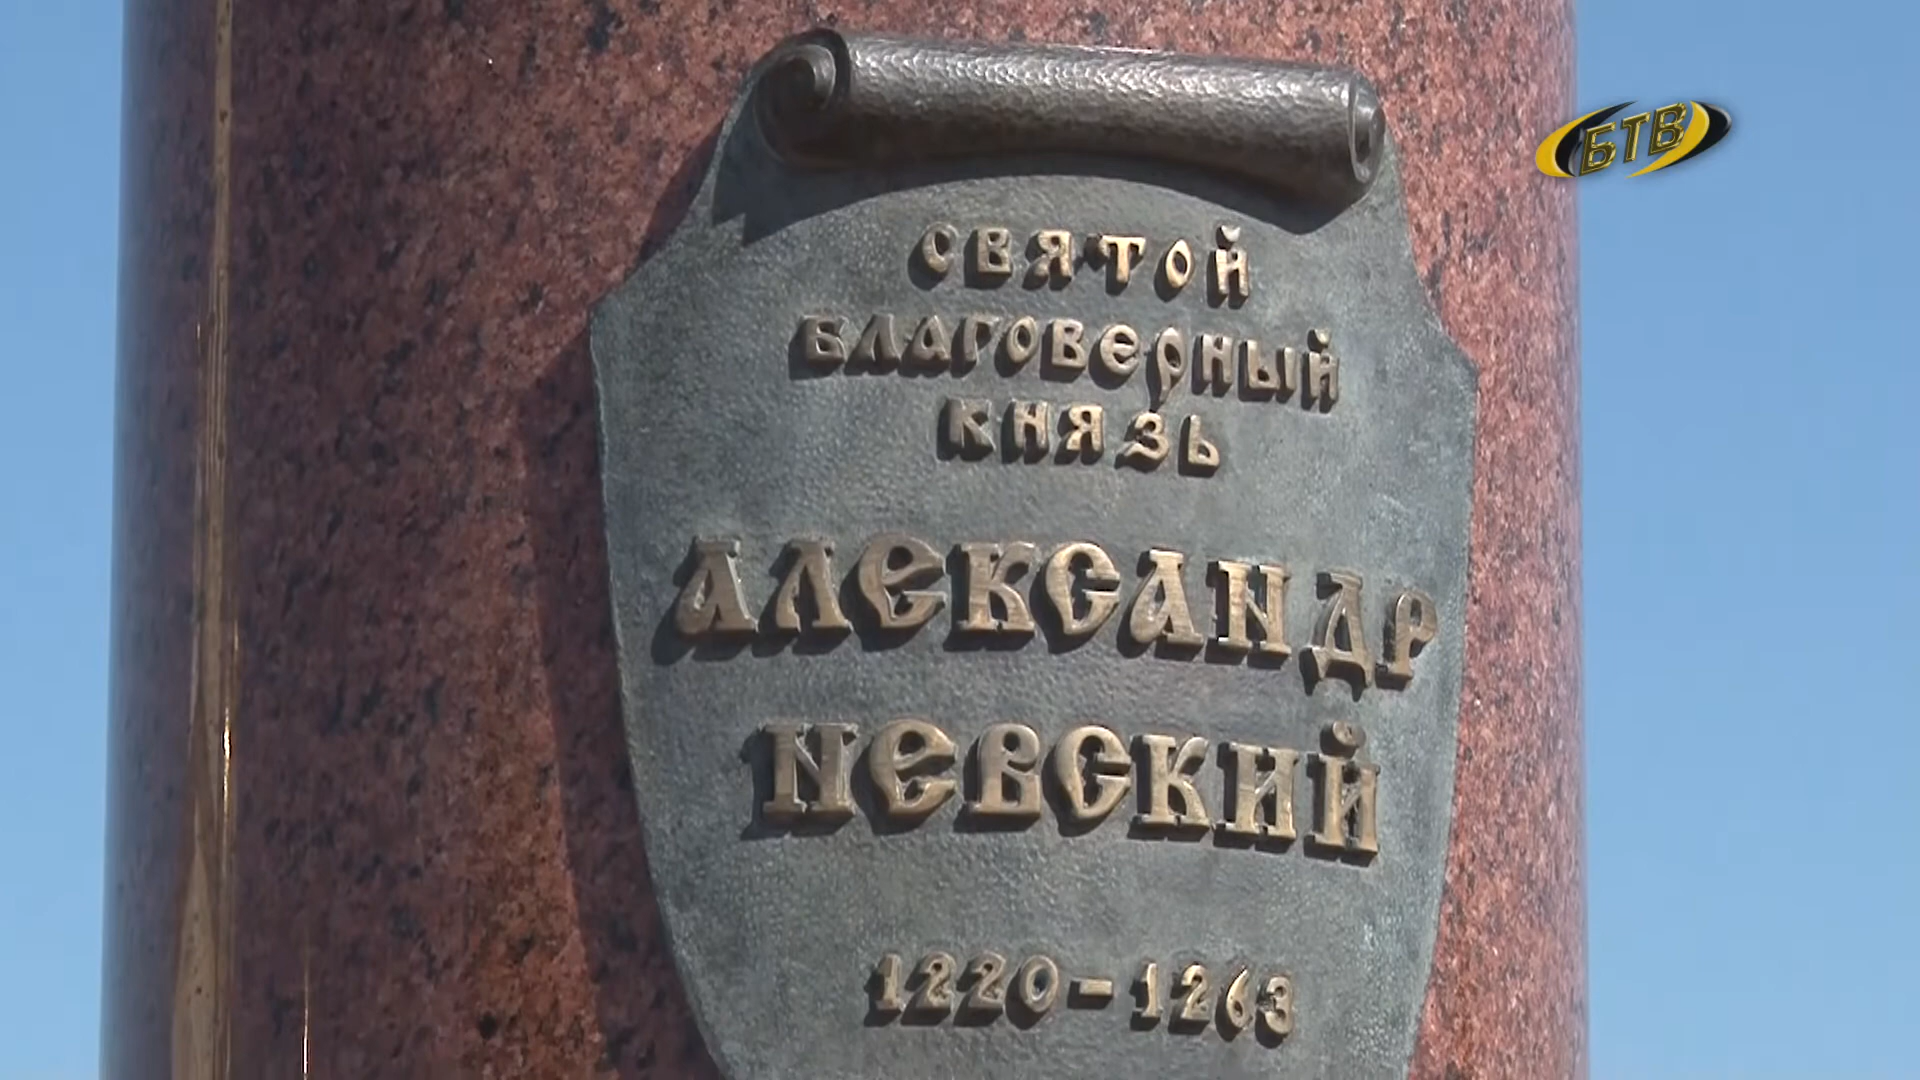 БТВ
СВЯТОЙ
БЛАГОВЕРНЫЙ
КНЯЗЬ
АЛЕКСАНДР
НЕВСКИЙ
1220-1263